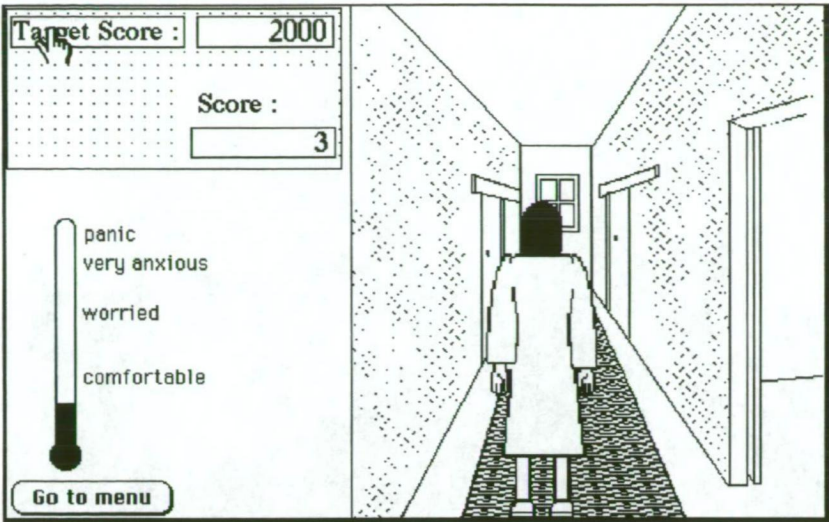 Target Score : 2000
Score :
3
panic
very anxious
worried
comfortable
Go to menu